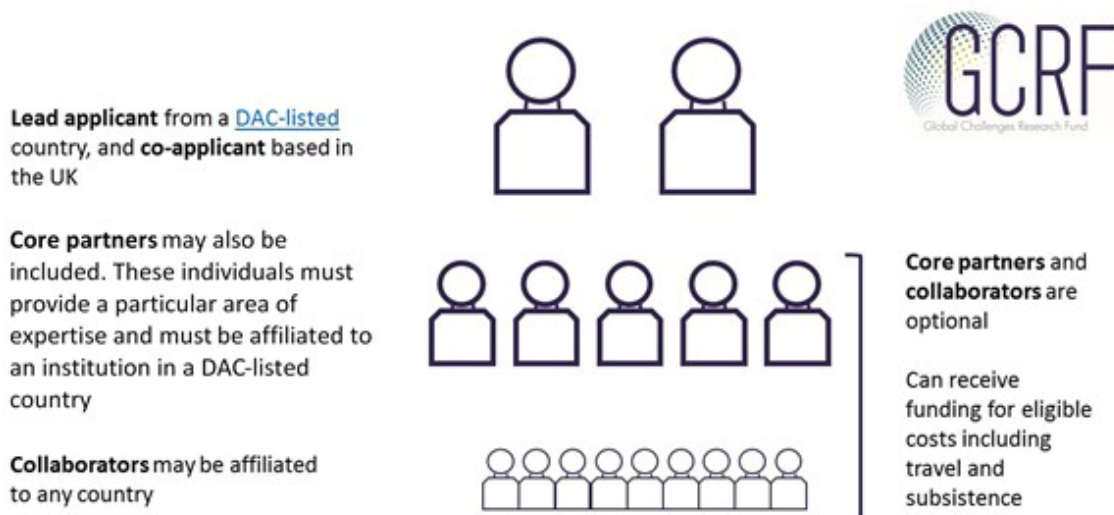 GCRF
Global Challenges Research Fund
Lead applicant from a DAC-listed
country, and co-applicant based in
the UK
Core partners may also be
included. These individuals must
provide a particular area of
expertise and must be affiliated to
an institution in a DAC-listed
country
Collaborators may be affiliated
to any country
Core partners and
collaborators are
optional
Can receive
funding for eligible
costs including
travel and
subsistence